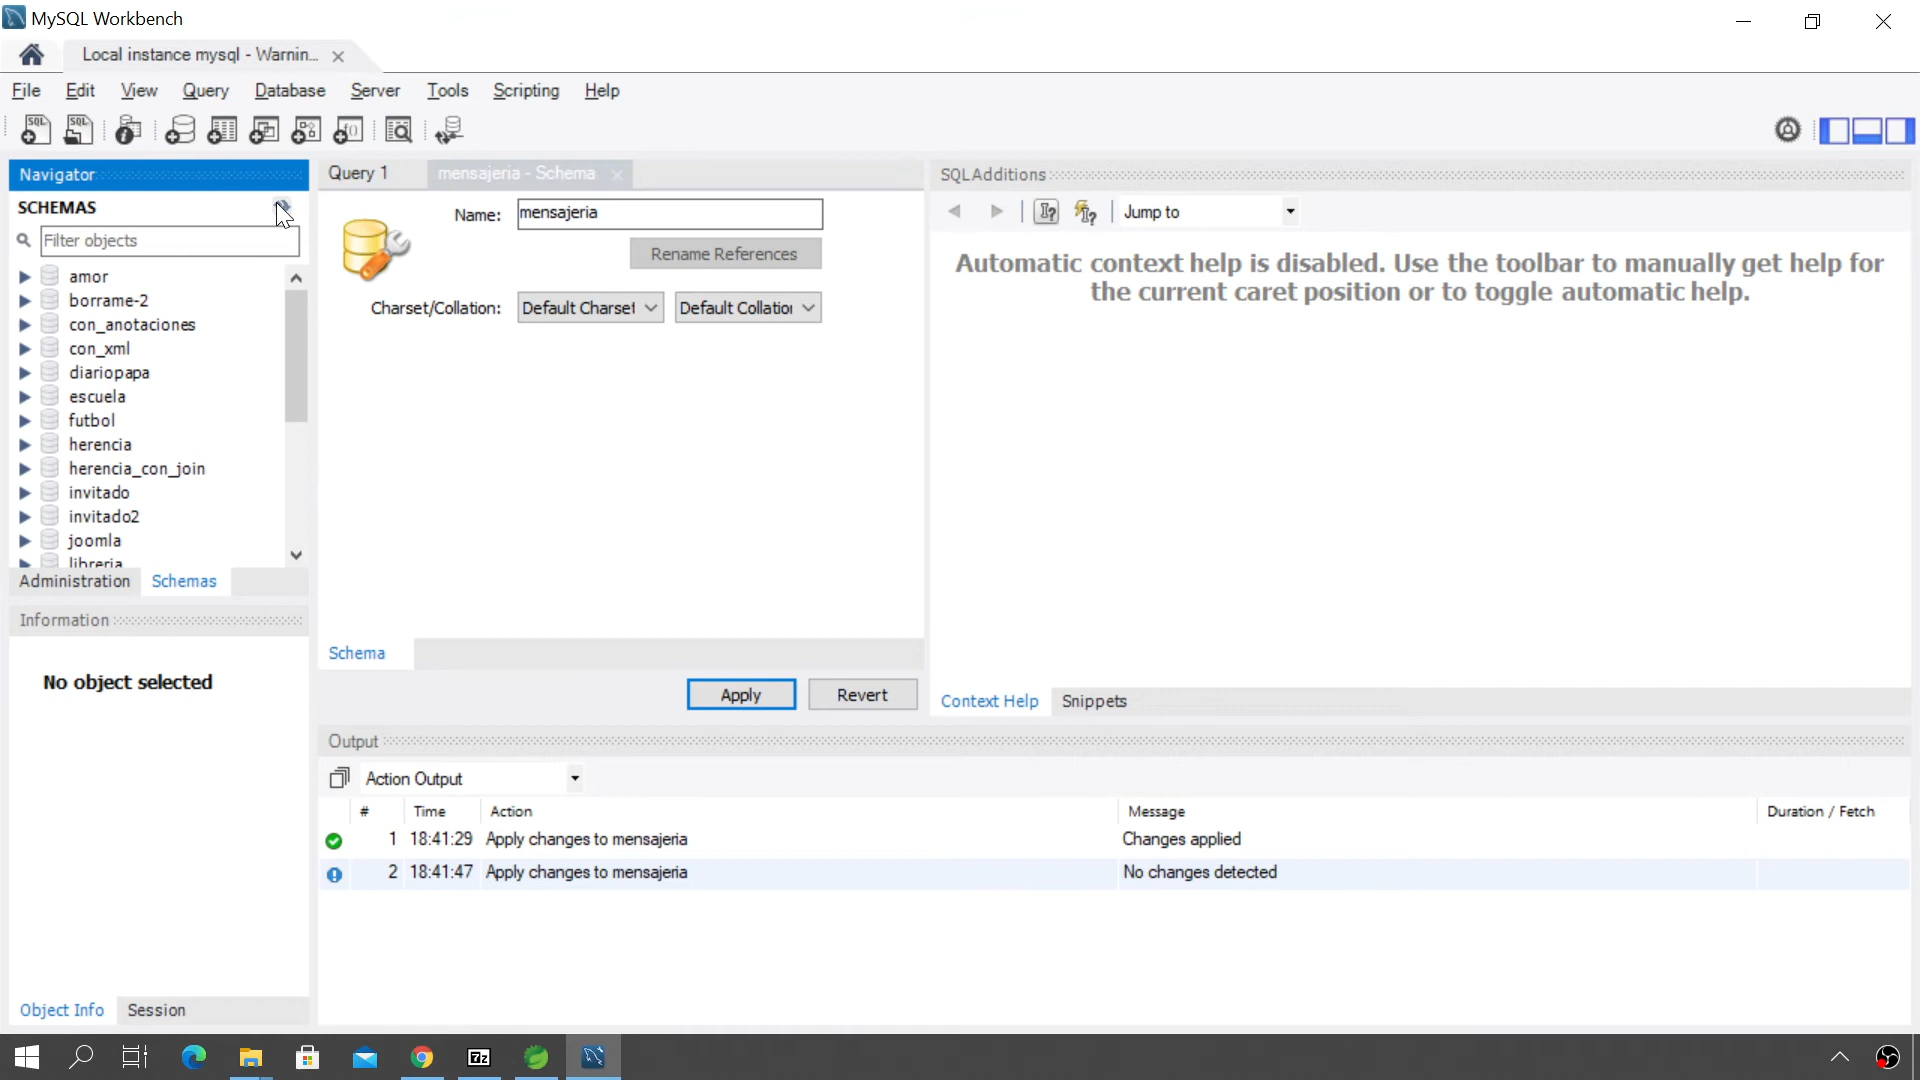 MySQL Workbench
Local instance mysql - Warnin...
File Edit View Query Database Server Tools Scripting Help
Navigator
SCHEMAS
Filter objects
amor
borrame-2
con_anotaciones
con_xml
diariopapa
escuela
futbol
herencia
herencia_con_join
invitado
invitado2
joomla
libreria
Administration Schemas
Information
No object selected
Object Info Session
Query 1 mensajeria - Schema
Name: mensajeria
Rename References
Charset/Collation: Default Charset Default Collation
Schema
Apply Revert
SQLAdditions
Jump to
Automatic context help is disabled. Use the toolbar to manually get help for
the current caret position or to toggle automatic help.
Context Help Snippets
Output
Action Output
# Time Action Message Duration / Fetch
1 18:41:29 Apply changes to mensajeria Changes applied
2 18:41:47 Apply changes to mensajeria No changes detected